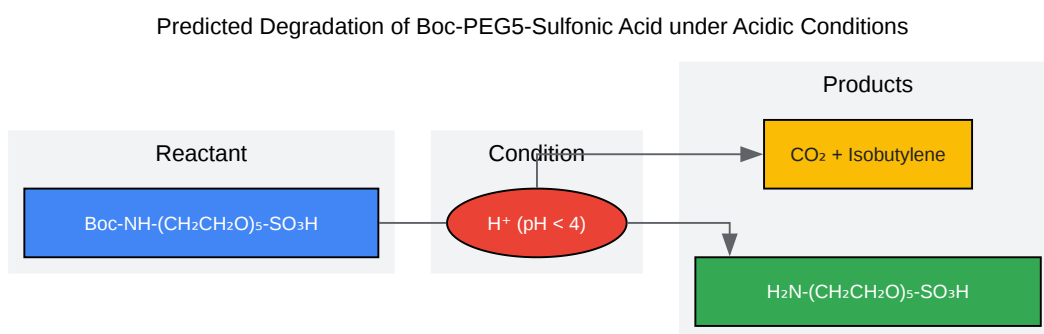 Predicted Degradation of Boc-PEG5-Sulfonic Acid under Acidic Conditions
Reactant
Boc-NH-(CH₂CH₂O)₅-SO₃H
Condition
H⁺ (pH < 4)
Products
CO₂ + Isobutylene
H₂N-(CH₂CH₂O)₅-SO₃H